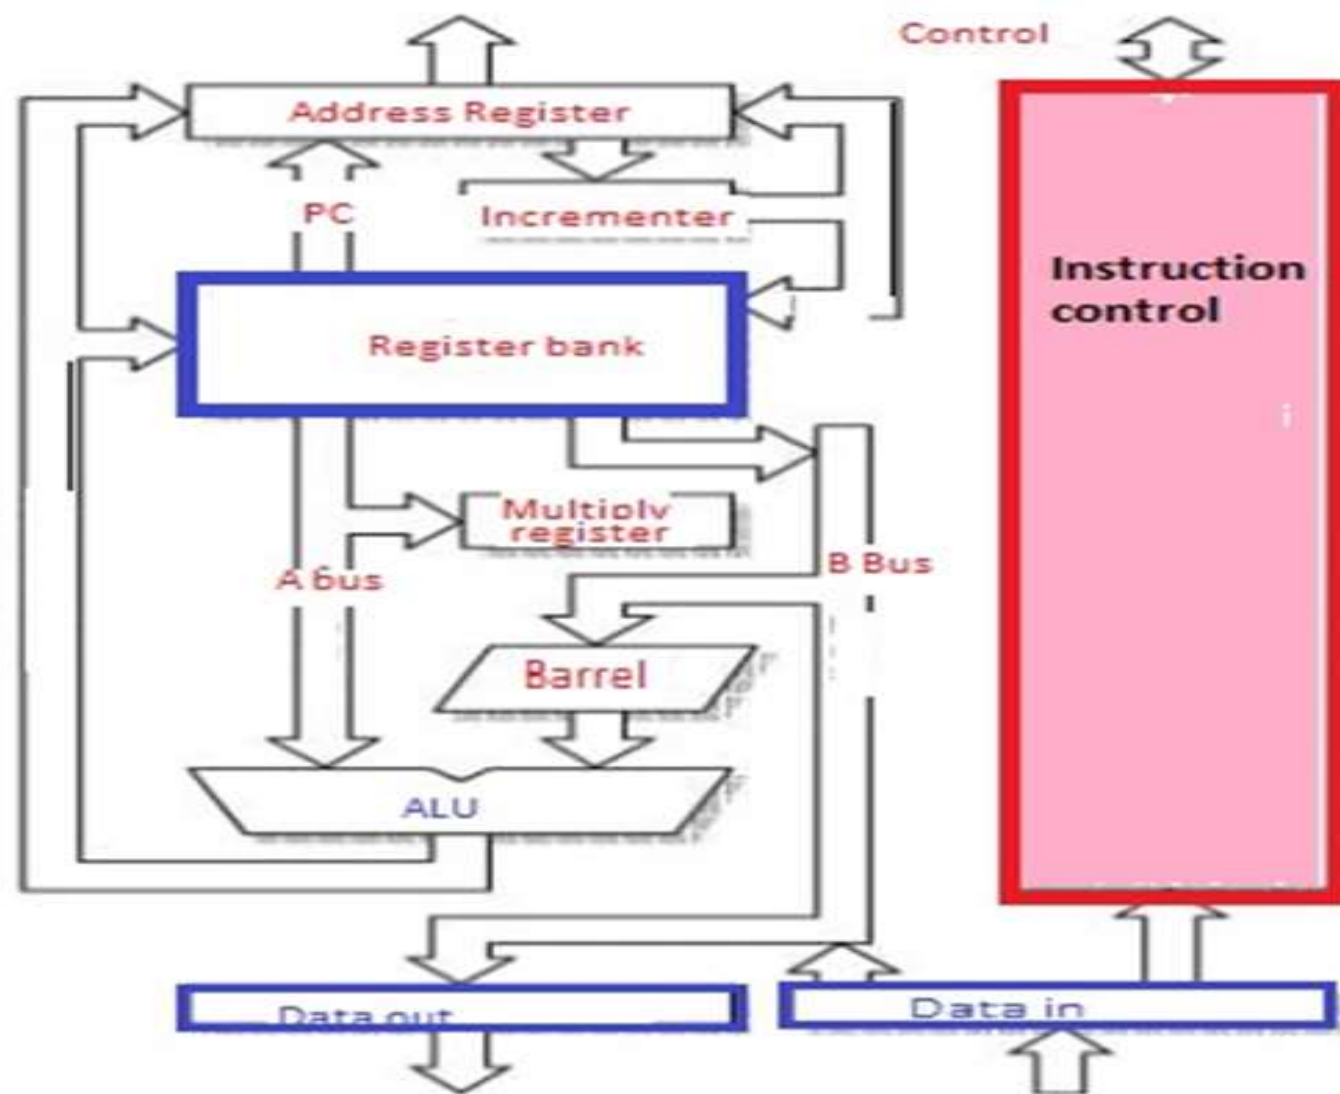 Control
Address Register
PC
Incrementer
Instruction
control
Register bank
Multiply
register
A bus
B Bus
Barrel
ALU
Data out
Data in